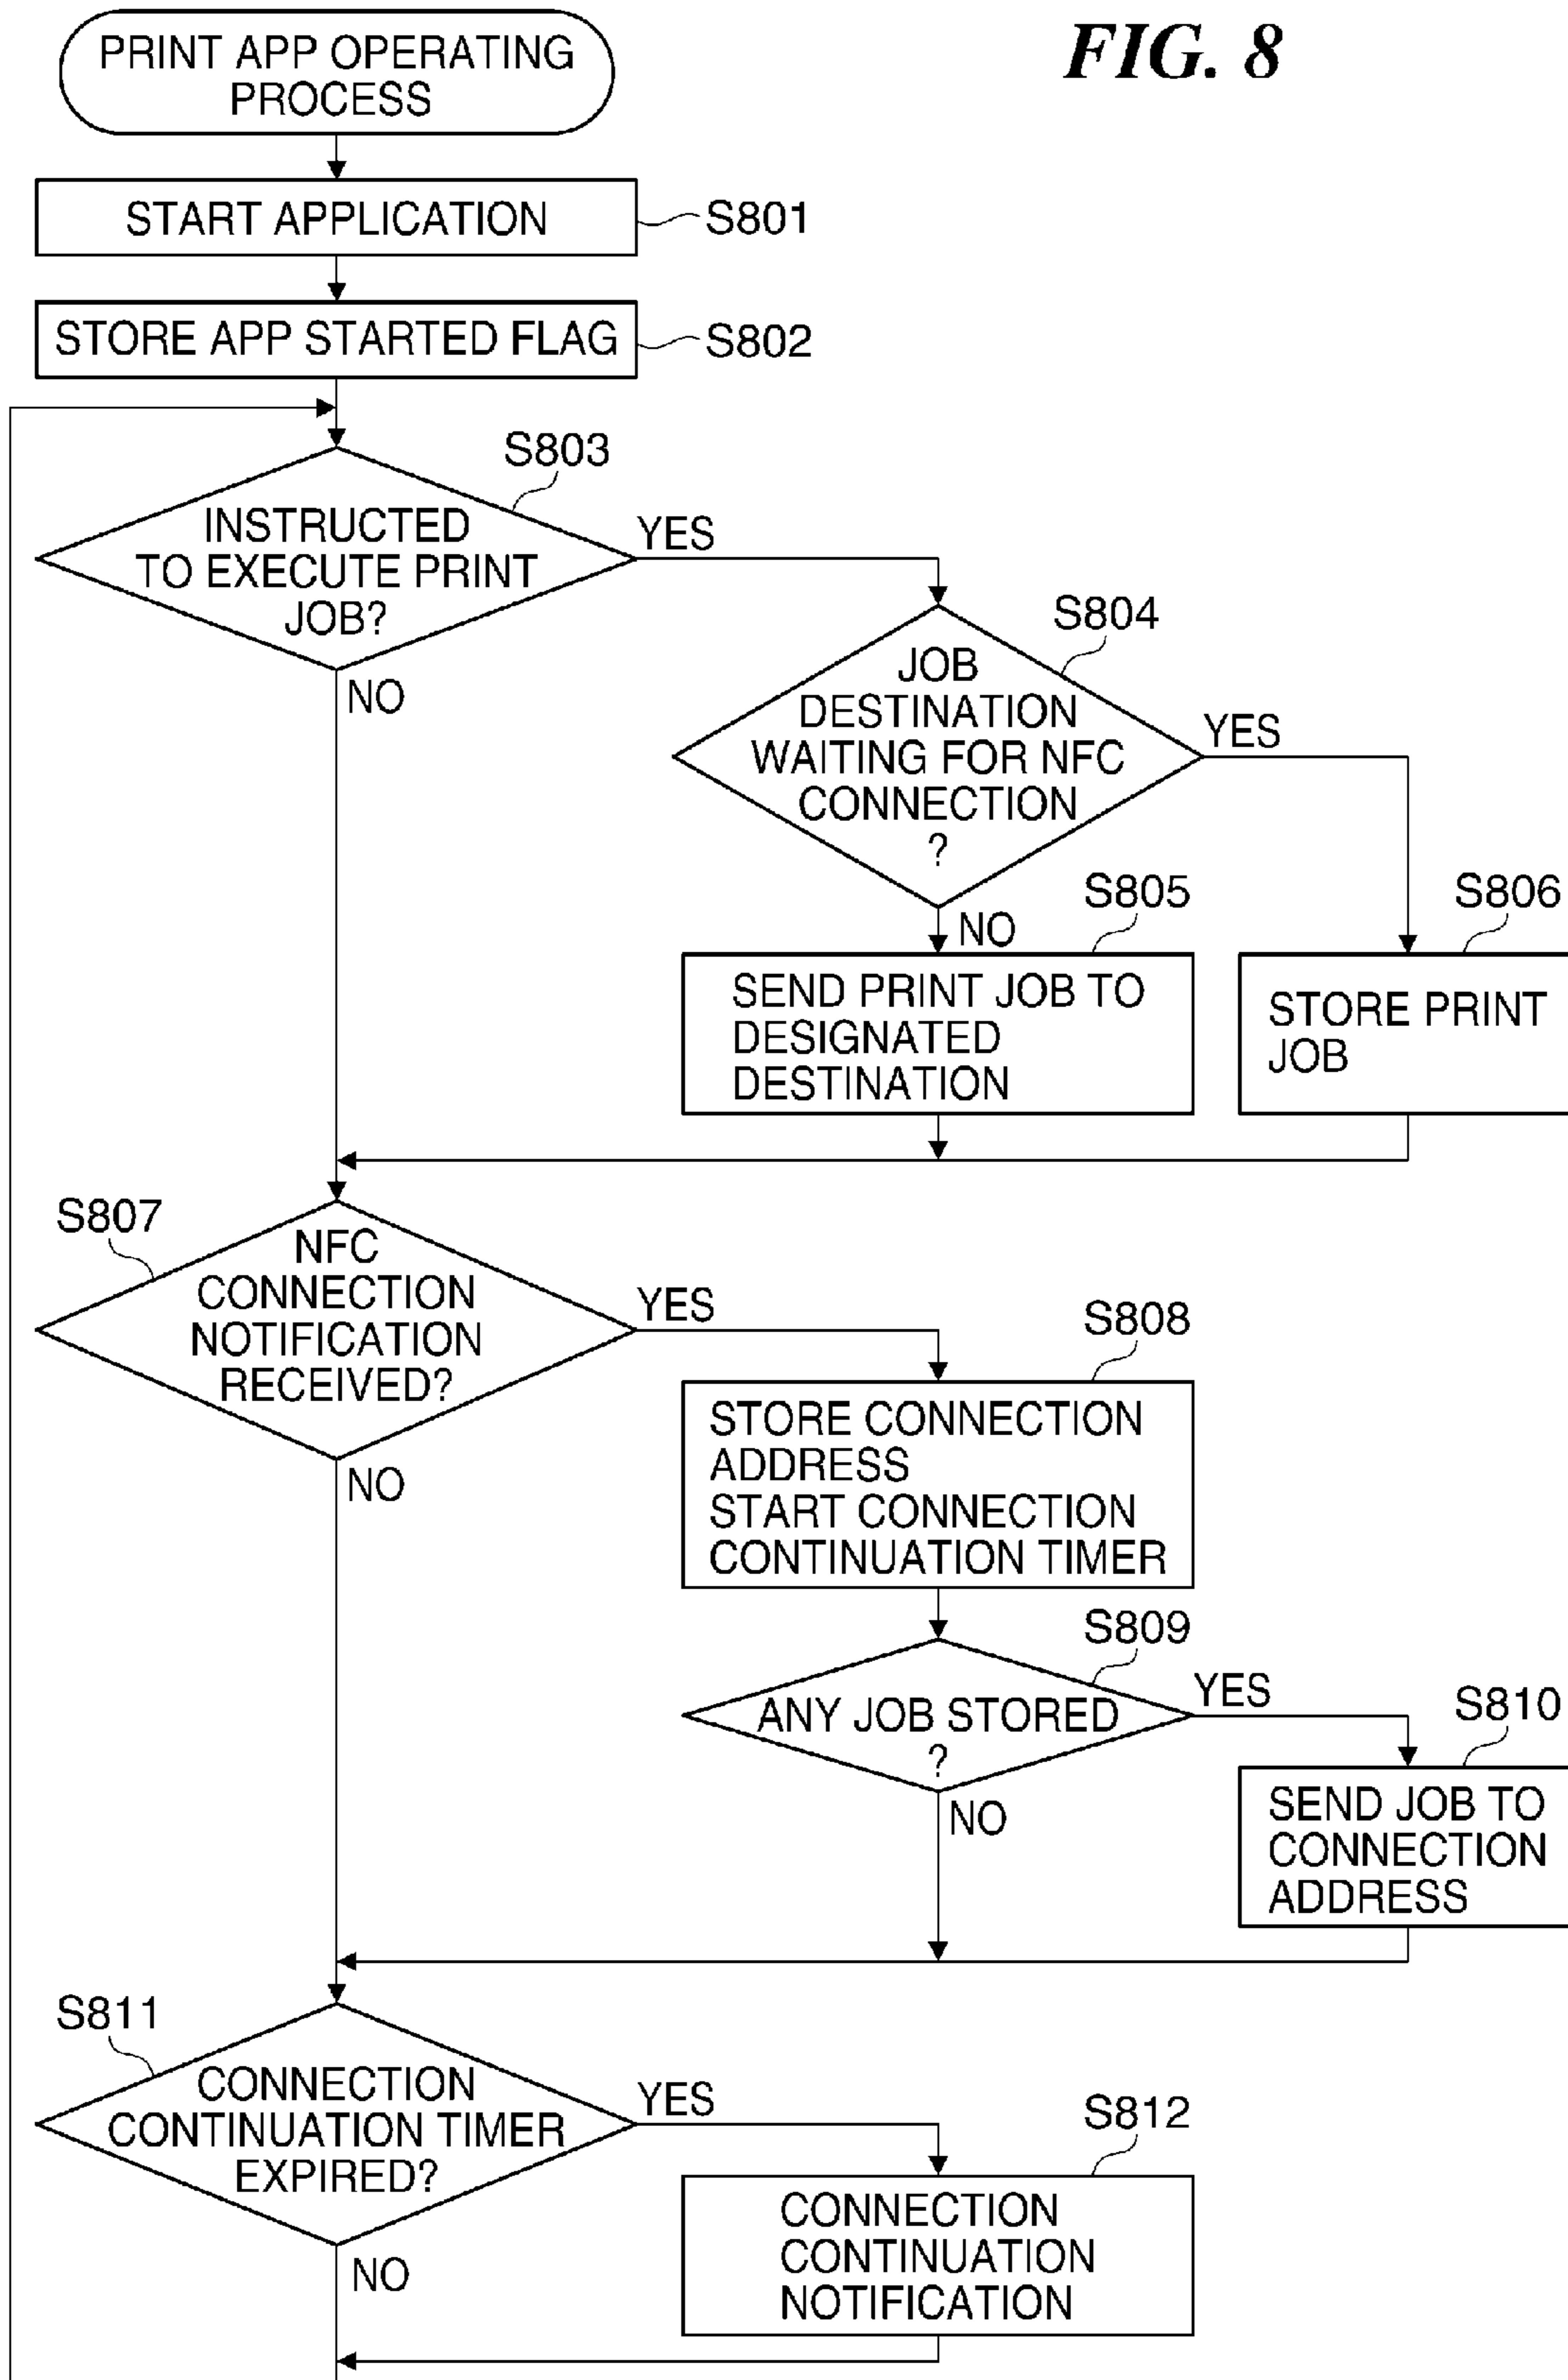 FIG. 8
PRINT APP OPERATING
PROCESS
START APPLICATION
S801
STORE APP STARTED FLAG
S802
S803
INSTRUCTED
TO EXECUTE PRINT
JOB?
YES
NO
S804
JOB
DESTINATION
WAITING FOR NFC
CONNECTION
?
YES
NO
S805
SEND PRINT JOB TO
DESIGNATED
DESTINATION
S806
STORE PRINT
JOB
S807
NFC
CONNECTION
NOTIFICATION
RECEIVED?
YES
NO
S808
STORE CONNECTION
ADDRESS
START CONNECTION
CONTINUATION TIMER
S809
ANY JOB STORED
?
YES
NO
S810
SEND JOB TO
CONNECTION
ADDRESS
S811
CONNECTION
CONTINUATION TIMER
EXPIRED?
YES
NO
S812
CONNECTION
CONTINUATION
NOTIFICATION